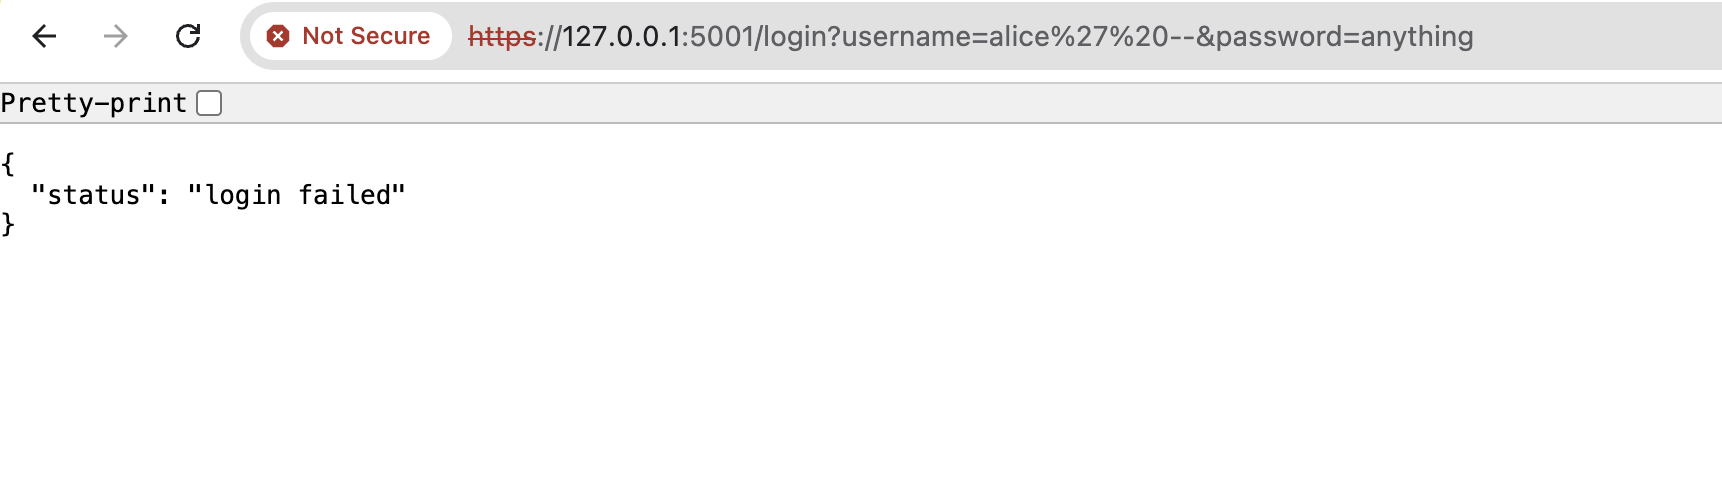 Not Secure https://127.0.0.1:5001/login?username=alice%27%20--&password=anything
Pretty-print
{
"status": "login failed"
}